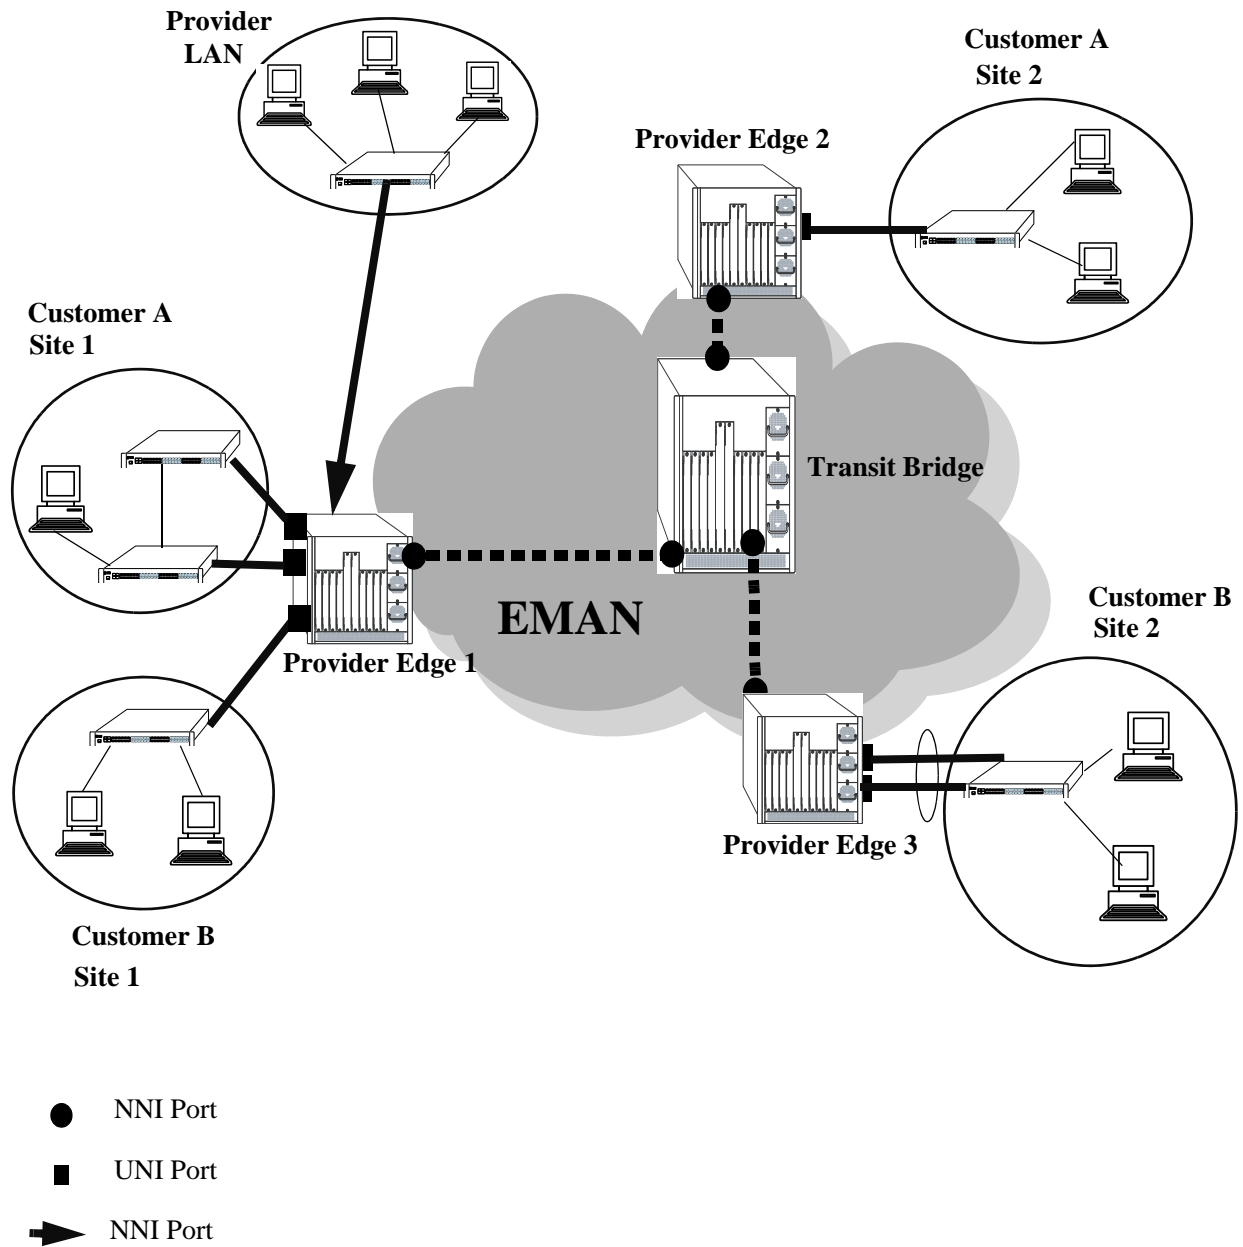 Provider
LAN
Customer A
Site 2
Provider Edge 2
Customer A
Site 1
Transit Bridge
EMAN
Customer B
Site 2
Provider Edge 1
Provider Edge 3
Customer B
Site 1
NNI Port
UNI Port
NNI Port